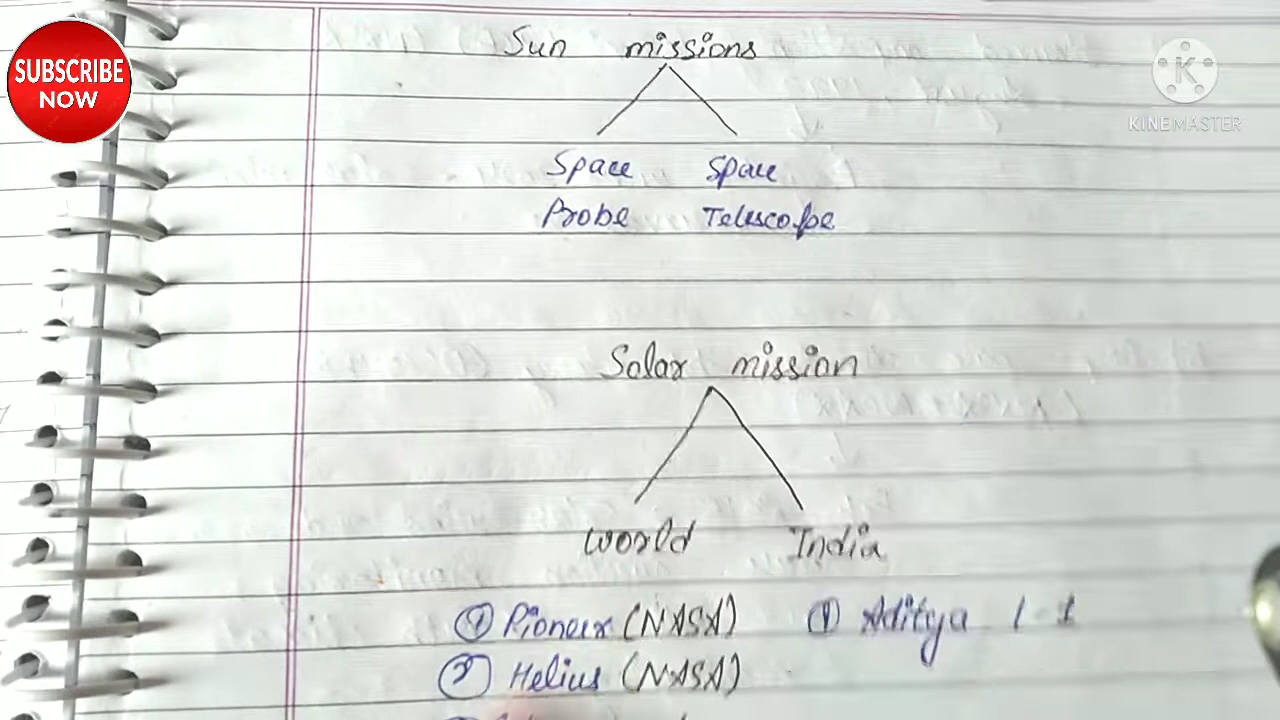 SUBSCRIBE
NOW
KINEMASTER
Sun missions
Space Space
Probe Telescope
Solar mission
World India
① Pioneer (NASA) ① Aditya L-1
② Helius (NASA)